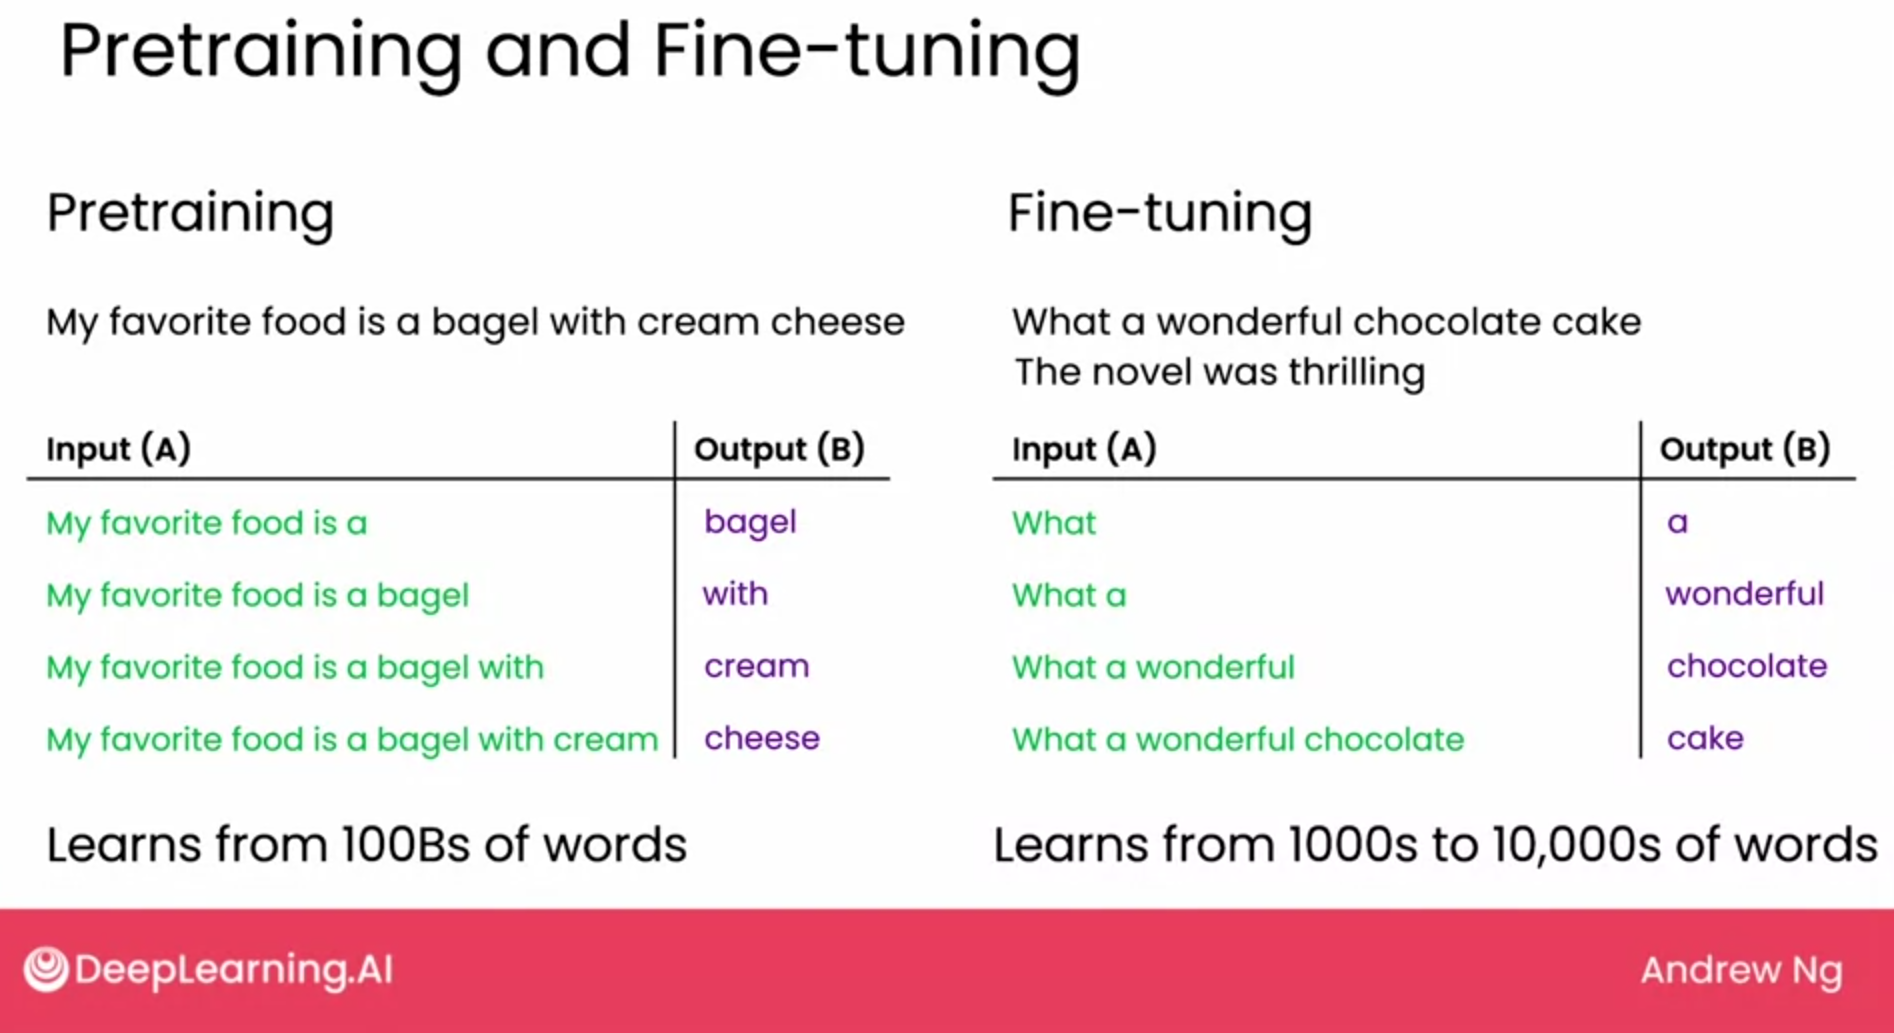 Pretraining and Fine-tuning
Pretraining
My favorite food is a bagel with cream cheese
Input (A) Output (B)
My favorite food is a bagel
My favorite food is a bagel with
My favorite food is a bagel with cream
My favorite food is a bagel with cream cheese
Learns from 100Bs of words
Fine-tuning
What a wonderful chocolate cake
The novel was thrilling
Input (A) Output (B)
What a
What a wonderful
What a wonderful chocolate
What a wonderful chocolate cake
Learns from 1000s to 10,000s of words
DeepLearning.AI
Andrew Ng